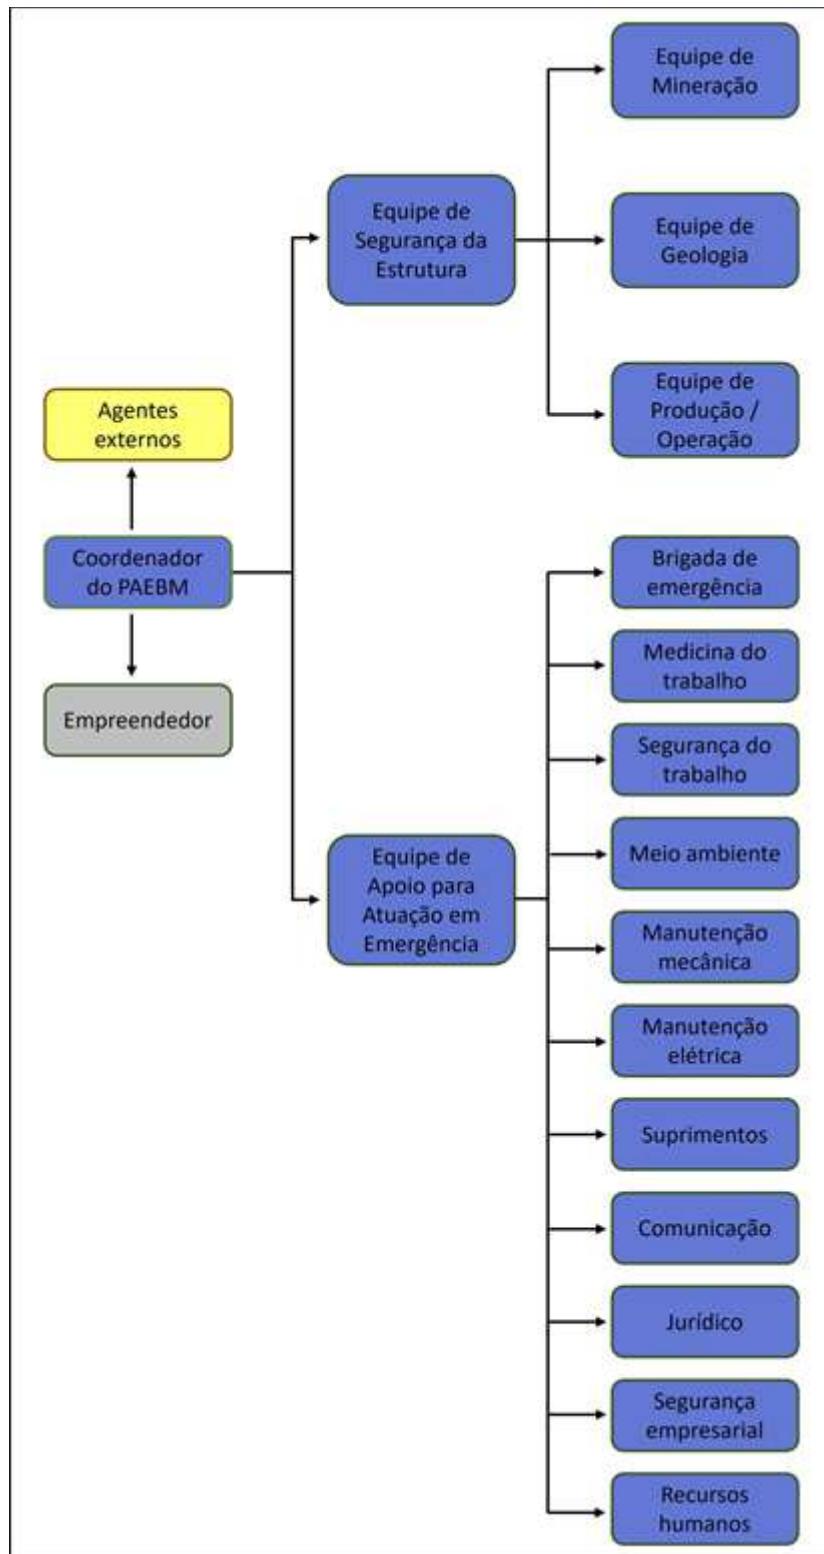 Equipe de
Mineração
Equipe de
Segurança da
Estrutura
Equipe de
Geologia
Equipe de
Produção /
Operação
Agentes
externos
Coordenador
do PAEBM
Empreendedor
Brigada de
emergência
Medicina do
trabalho
Segurança do
trabalho
Equipe de
Apoio para
Atuação em
Emergência
Meio ambiente
Manutenção
mecânica
Manutenção
elétrica
Suprimentos
Comunicação
Jurídico
Segurança
empresarial
Recursos
humanos